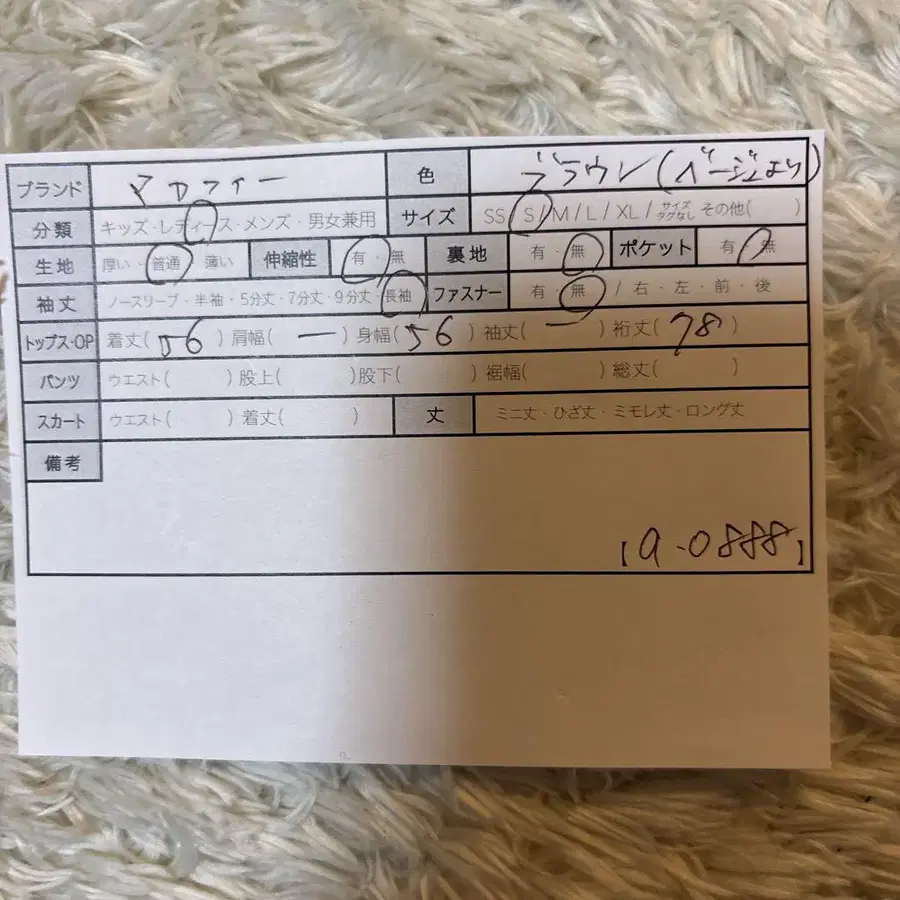 ブランド マカフィー 色 ブラウン(ベージュより)
分類 キッズ・レディース・メンズ・男女兼用 サイズ SS/S/M/L/XL/サイズタグなし その他( )
生地 厚い・普通・薄い 伸縮性 有・無 裏地 有・無 ポケット 有・無
袖丈 ノースリーブ・半袖・5分丈・7分丈・9分丈・長袖 ファスナー 有・無 / 右・左・前・後
トップス・OP 着丈(56)肩幅(ー)身幅(56)袖丈(ー)裄丈(78)
パンツ ウエスト( )股上( )股下( )裾幅( )総丈( )
スカート ウエスト( )着丈( ) 丈 ミニ丈・ひざ丈・ミモレ丈・ロング丈
備考
【9.0888】